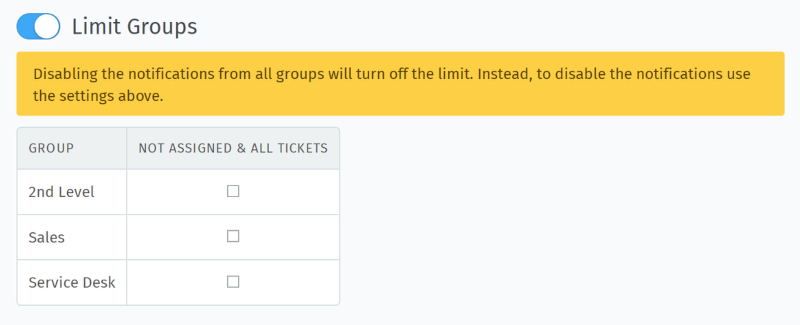 Limit Groups
Disabling the notifications from all groups will turn off the limit. Instead, to disable the notifications use
the settings above.
GROUP NOT ASSIGNED & ALL TICKETS
2nd Level
Sales
Service Desk